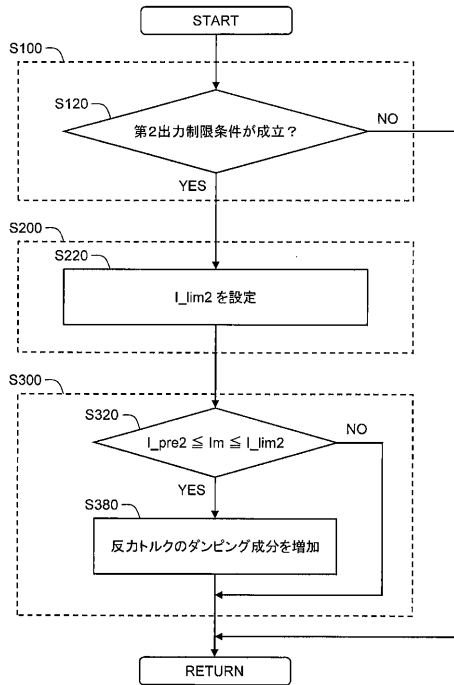 START
S100
S120
第2出力制限条件が成立？
NO
YES
S200
S220
I_lim2 を設定
S300
S320
I_pre2 ≦ Im ≦ I_lim2
NO
YES
S380
反力トルクのダンピング成分を増加
RETURN